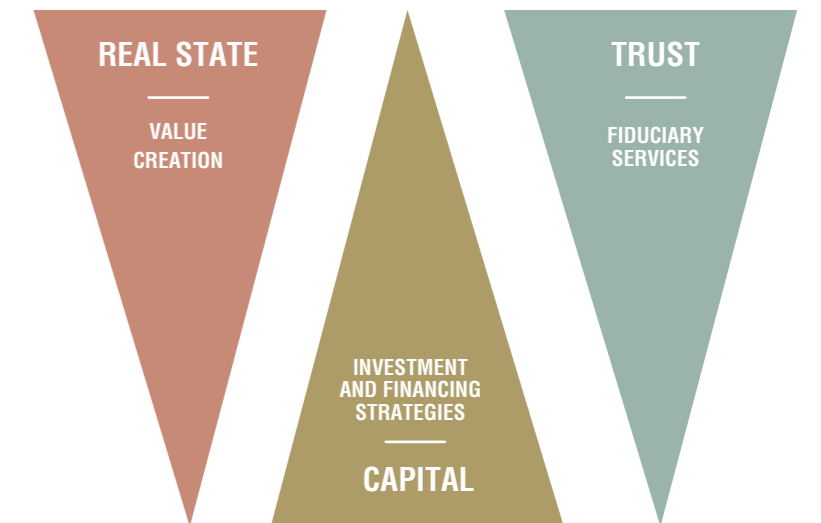 REAL STATE
VALUE
CREATION
INVESTMENT
AND FINANCING
STRATEGIES
CAPITAL
TRUST
FIDUCIARY
SERVICES